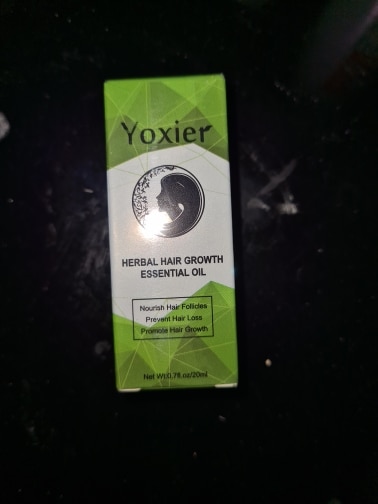 Yoxier
HERBAL HAIR GROWTH
ESSENTIAL OIL
Nourish Hair Follicles
Prevent Hair Loss
Promote Hair Growth
Net Wt:0.7fl.oz/20ml